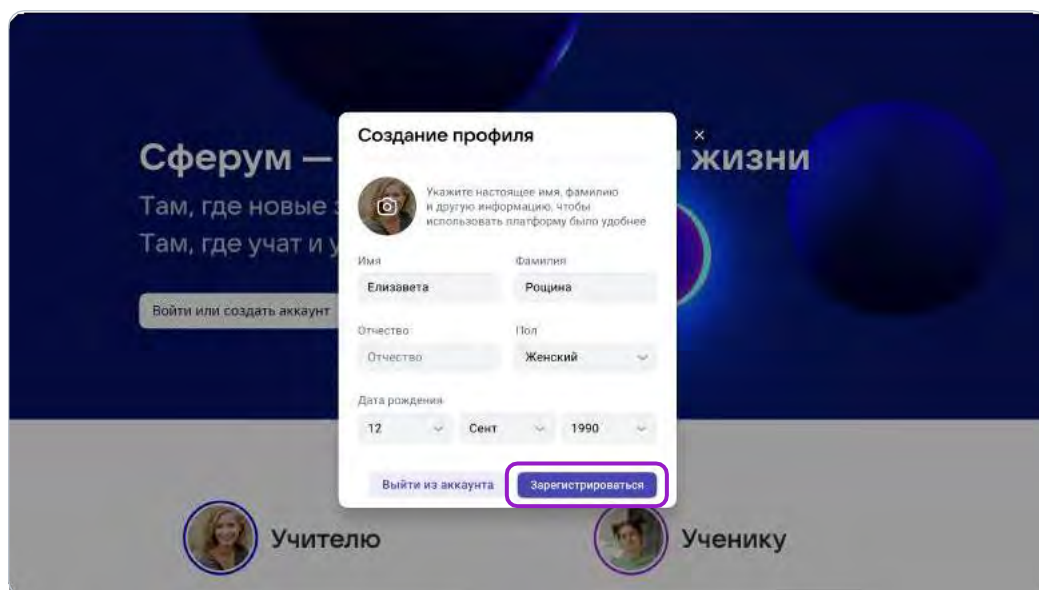 Создание профиля
×
Сферум —
жизни
Там, где новые
Там, где учат и у
Войти или создать аккаунт
Укажите настоящее имя, фамилию
и другую информацию, чтобы
использовать платформу было удобнее
Имя
Фамилия
Елизавета
Рощина
Отчество
Пол
Отчество
Женский
Дата рождения
12
Сент
1990
Выйти из аккаунта
Зарегистрироваться
Учителю
Ученику